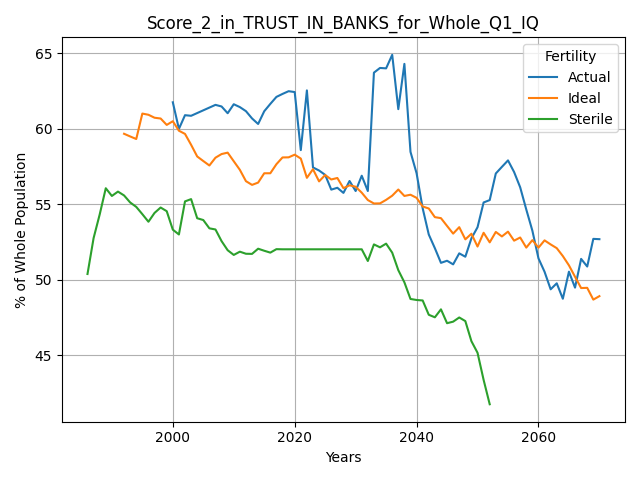 Score_2_in_TRUST_IN_BANKS_for_Whole_Q1_IQ
Fertility
Actual
Ideal
Sterile
% of Whole Population
65
60
55
50
45
2000 2020 2040 2060
Years